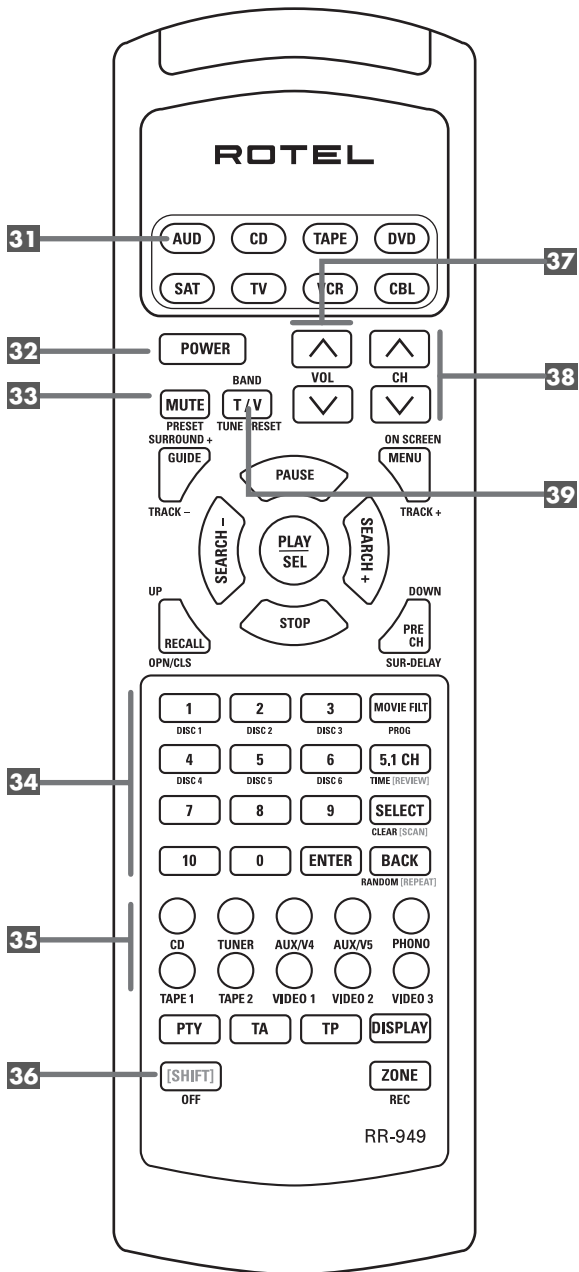 ROTEL
31 AUD CD TAPE DVD
SAT TV VCR CBL 37
32 POWER
VOL CH 38
BAND
33 MUTE T/V
PRESET TUNE PRESET
SURROUND + ON SCREEN
GUIDE PAUSE MENU 39
TRACK – TRACK +
SEARCH – PLAY SEL SEARCH +
UP DOWN
RECALL STOP PRE CH
OPN/CLS SUR-DELAY
34
1 2 3 MOVIE FILT
DISC 1 DISC 2 DISC 3 PROG
4 5 6 5.1 CH
DISC 4 DISC 5 DISC 6 TIME [REVIEW]
7 8 9 SELECT
CLEAR [SCAN]
10 0 ENTER BACK
RANDOM [REPEAT]
35
CD TUNER AUX/V4 AUX/V5 PHONO
TAPE 1 TAPE 2 VIDEO 1 VIDEO 2 VIDEO 3
PTY TA TP DISPLAY
36 [SHIFT] ZONE
OFF REC
RR-949